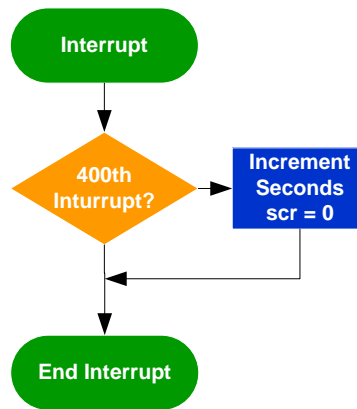 Interrupt
400th
Inturrupt?
Increment
Seconds
scr = 0
End Interrupt